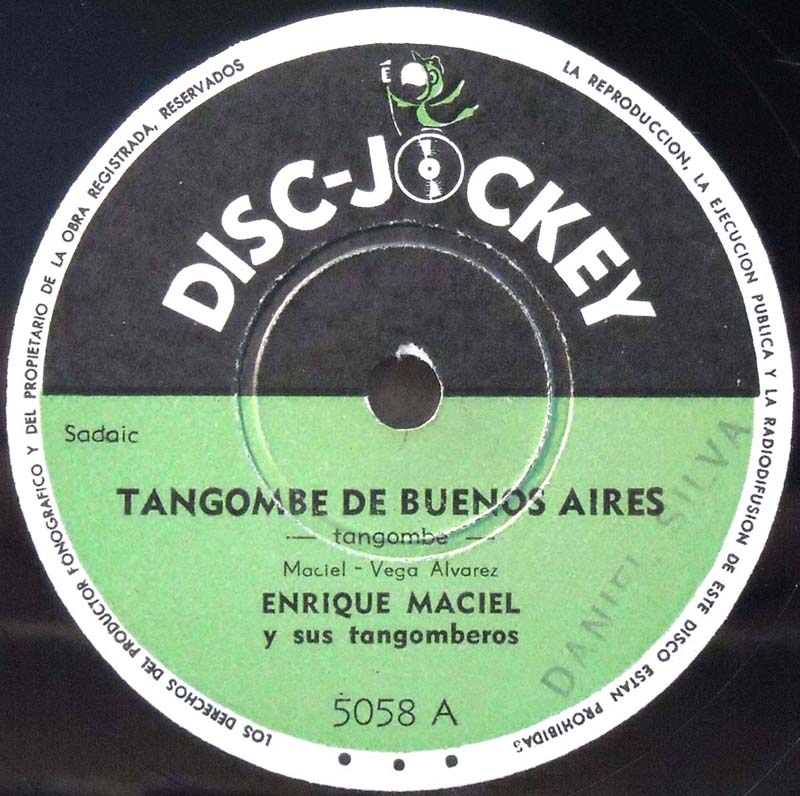 LOS DERECHOS DEL PRODUCTOR FONOGRAFICO Y DEL PROPIETARIO DE LA OBRA REGISTRADA, RESERVADOS
LA REPRODUCCION, LA EJECUCION PUBLICA Y LA RADIODIFUSION DE ESTE DISCO ESTAN PROHIBIDAS
DISC-JOCKEY
Sadaic
TANGOMBE DE BUENOS AIRES
— tangombe —
Maciel - Vega Alvarez
ENRIQUE MACIEL
y sus tangomberos
5058 A
DANIEL SILVA